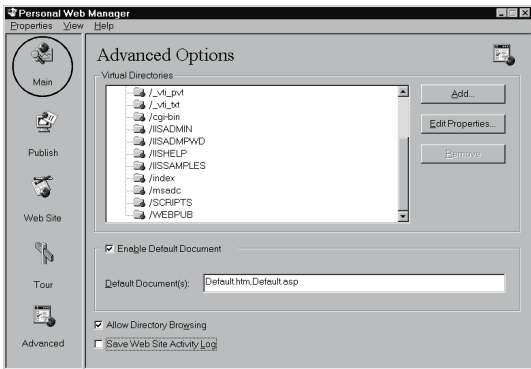 Personal Web Manager
Properties View Help
Main
Publish
Web Site
Tour
Advanced
Advanced Options
Virtual Directories
/_vti_pvt
/_vti_txt
/cgi-bin
/IISADMIN
/IISADMPWD
/IISHELP
/IISSAMPLES
/index
/msadc
/SCRIPTS
/WEBPUB
Add...
Edit Properties...
Remove
Enable Default Document
Default Document(s): Default.htm,Default.asp
Allow Directory Browsing
Save Web Site Activity Log